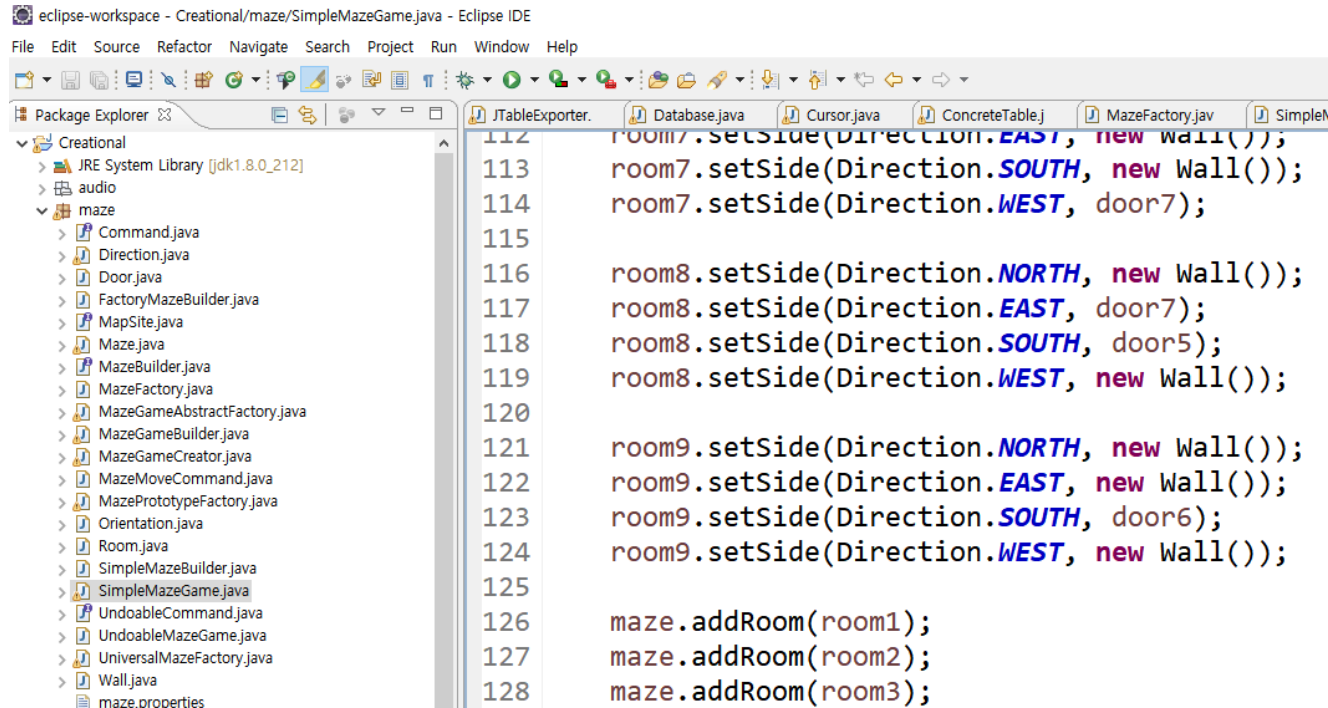 eclipse-workspace - Creational/maze/SimpleMazeGame.java - Eclipse IDE
File Edit Source Refactor Navigate Search Project Run Window Help
Package Explorer
Creational
JRE System Library [jdk1.8.0_212]
audio
maze
Command.java
Direction.java
Door.java
FactoryMazeBuilder.java
MapSite.java
Maze.java
MazeBuilder.java
MazeFactory.java
MazeGameAbstractFactory.java
MazeGameBuilder.java
MazeGameCreator.java
MazeMoveCommand.java
MazePrototypeFactory.java
Orientation.java
Room.java
SimpleMazeBuilder.java
SimpleMazeGame.java
UndoableCommand.java
UndoableMazeGame.java
UniversalMazeFactory.java
Wall.java
maze.properties
JTableExporter. Database.java Cursor.java ConcreteTable.j MazeFactory.jav SimpleM
112 room7.setSide(Direction.EAST, new Wall());
113 room7.setSide(Direction.SOUTH, new Wall());
114 room7.setSide(Direction.WEST, door7);
115
116 room8.setSide(Direction.NORTH, new Wall());
117 room8.setSide(Direction.EAST, door7);
118 room8.setSide(Direction.SOUTH, door5);
119 room8.setSide(Direction.WEST, new Wall());
120
121 room9.setSide(Direction.NORTH, new Wall());
122 room9.setSide(Direction.EAST, new Wall());
123 room9.setSide(Direction.SOUTH, door6);
124 room9.setSide(Direction.WEST, new Wall());
125
126 maze.addRoom(room1);
127 maze.addRoom(room2);
128 maze.addRoom(room3);